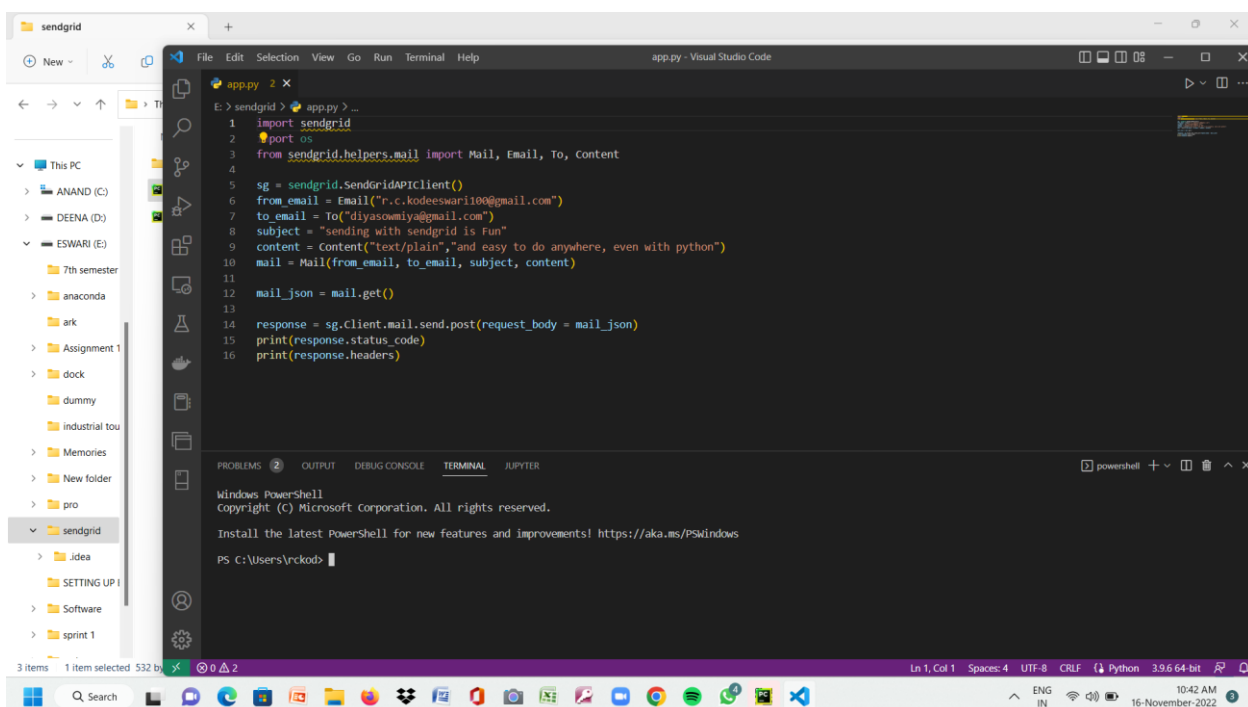 sendgrid
New
File Edit Selection View Go Run Terminal Help
app.py - Visual Studio Code
app.py 2
E: > sendgrid > app.py > ...
1 import sendgrid
2 port os
3 from sendgrid.helpers.mail import Mail, Email, To, Content
4
5 sg = sendgrid.SendGridAPIClient()
6 from_email = Email("r.c.kodeeswari100@gmail.com")
7 to_email = To("diyasowmiya@gmail.com")
8 subject = "sending with sendgrid is Fun"
9 content = Content("text/plain","and easy to do anywhere, even with python")
10 mail = Mail(from_email, to_email, subject, content)
11
12 mail_json = mail.get()
13
14 response = sg.Client.mail.send.post(request_body = mail_json)
15 print(response.status_code)
16 print(response.headers)
This PC
ANAND (C:)
DEENA (D:)
ESWARI (E:)
7th semester
anaconda
ark
Assignment 1
dock
dummy
industrial tou
Memories
New folder
pro
sendgrid
.idea
SETTING UP
Software
sprint 1
PROBLEMS 2 OUTPUT DEBUG CONSOLE TERMINAL JUPYTER
powershell
Windows PowerShell
Copyright (C) Microsoft Corporation. All rights reserved.
Install the latest PowerShell for new features and improvements! https://aka.ms/PSWindows
PS C:\Users\rckod>
3 items 1 item selected 532 by
0 2
Ln 1, Col 1 Spaces: 4 UTF-8 CRLF Python 3.9.6 64-bit
Search
4
ENG
IN
10:42 AM
16-November-2022
3